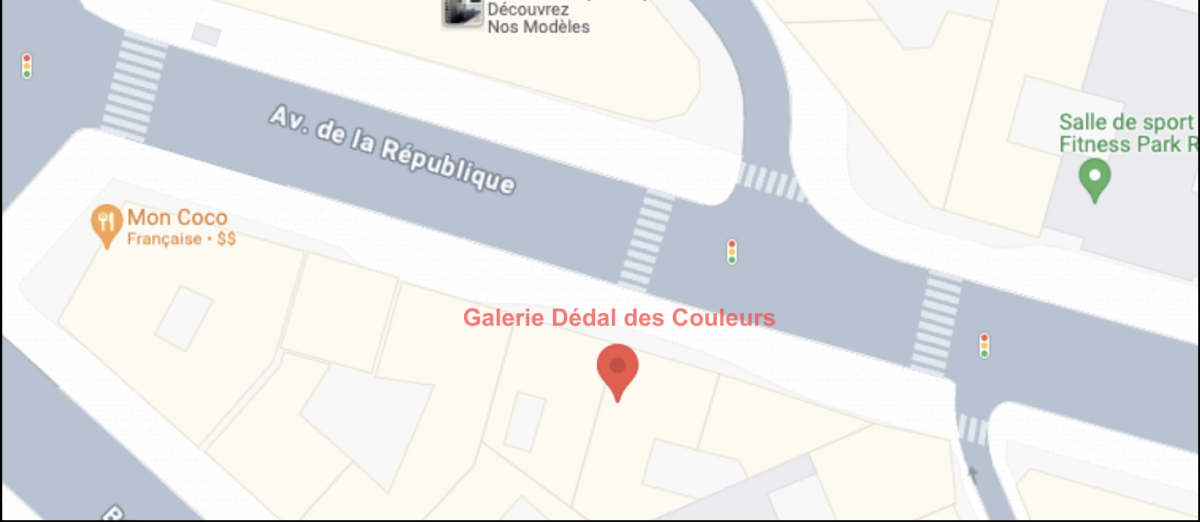 Découvrez
Nos Modèles
Av. de la République
Salle de sport
Fitness Park R
Mon Coco
Française • $$
Galerie Dédal des Couleurs
B